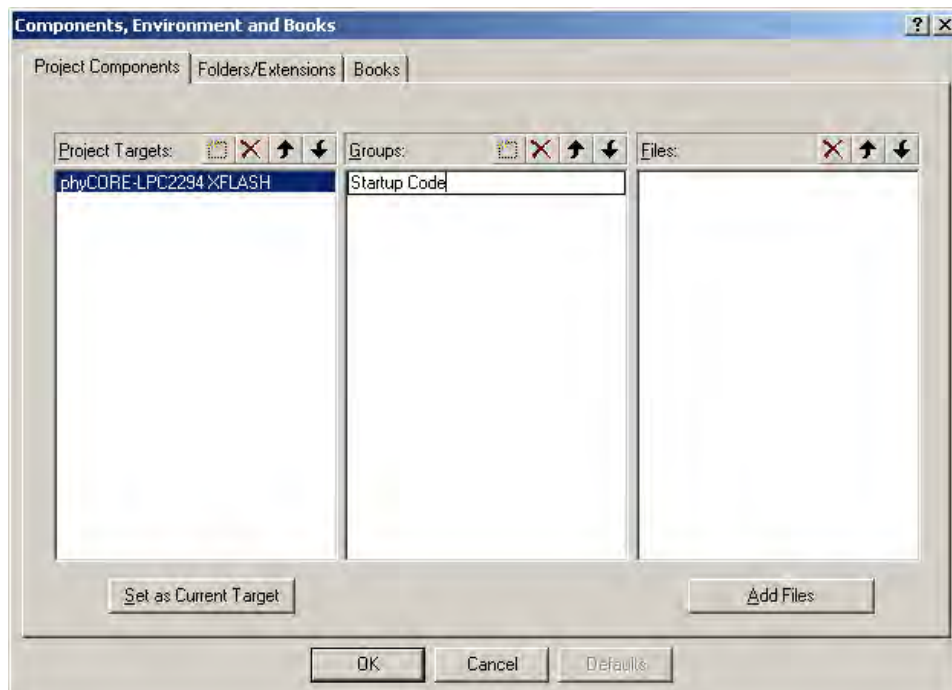 Components, Environment and Books
Project Components Folders/Extensions Books
Project Targets: Groups: Files:
phyCORE-LPC2294 XFLASH Startup Code
Set as Current Target Add Files
OK Cancel Defaults